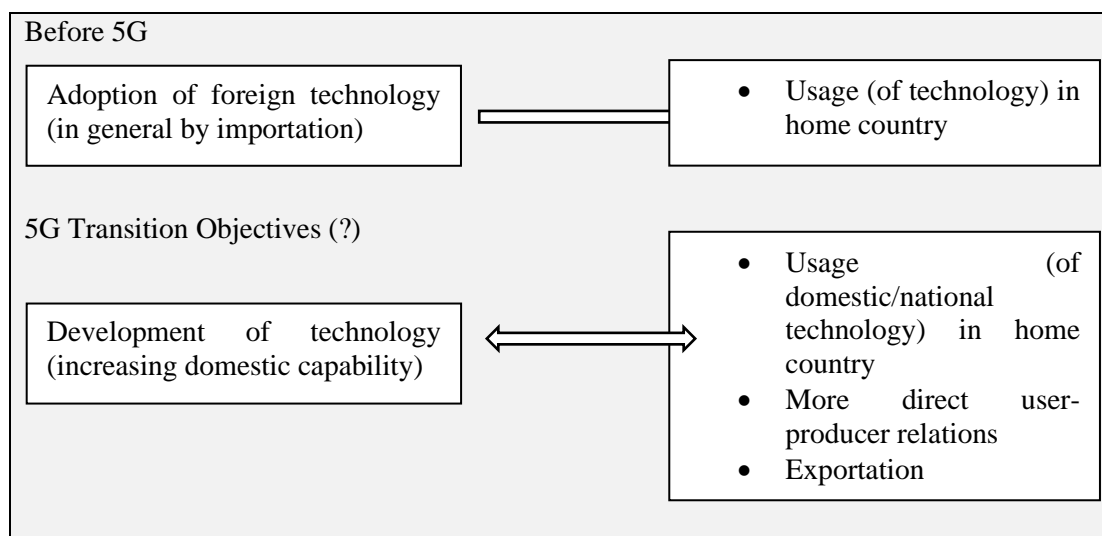 Before 5G
Adoption of foreign technology
(in general by importation)
• Usage (of technology) in
home country
5G Transition Objectives (?)
Development of technology
(increasing domestic capability)
• Usage (of
domestic/national
technology) in home
country
• More direct user-
producer relations
• Exportation